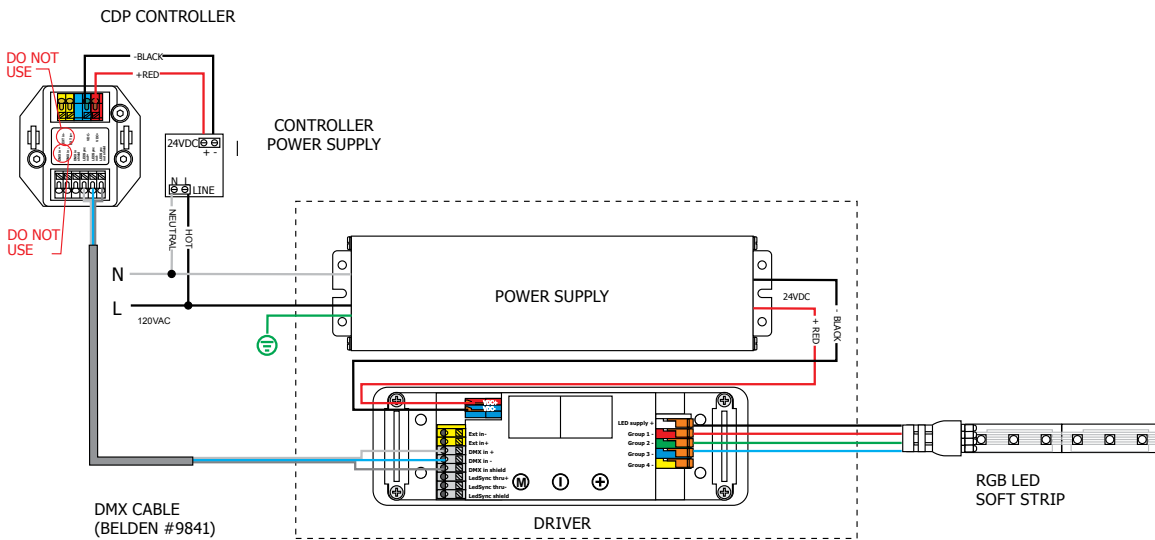 CDP CONTROLLER
DO NOT
USE
-BLACK
+RED
24VDC
+ -
N L
LINE
CONTROLLER
POWER SUPPLY
DO NOT
USE
NEUTRAL
HOT
N
L
120VAC
POWER SUPPLY
24VDC
- BLACK
+ RED
Ext in-
Ext in+
DMX in +
DMX in -
DMX in shield
LedSync thru+
LedSync thru-
LedSync shield
M
LED supply +
Group 1 -
Group 2 -
Group 3 -
Group 4 -
DRIVER
DMX CABLE
(BELDEN #9841)
RGB LED
SOFT STRIP